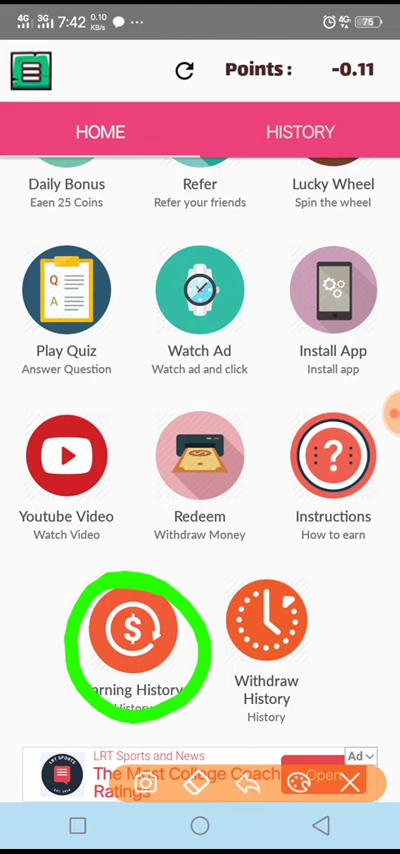 4G 3G 7:42 0.10 KB/s 4G 75
Points : -0.11
HOME HISTORY
Daily Bonus Refer Lucky Wheel
Eaen 25 Coins Refer your friends Spin the wheel
Q
A
Play Quiz Watch Ad Install App
Answer Question Watch ad and click Install app
Youtube Video Redeem Instructions
Watch Video Withdraw Money How to earn
arning History Withdraw
History
History History
LRT Sports and News Ad
LRT SPORTS
The Most College Coach Open
Ratings